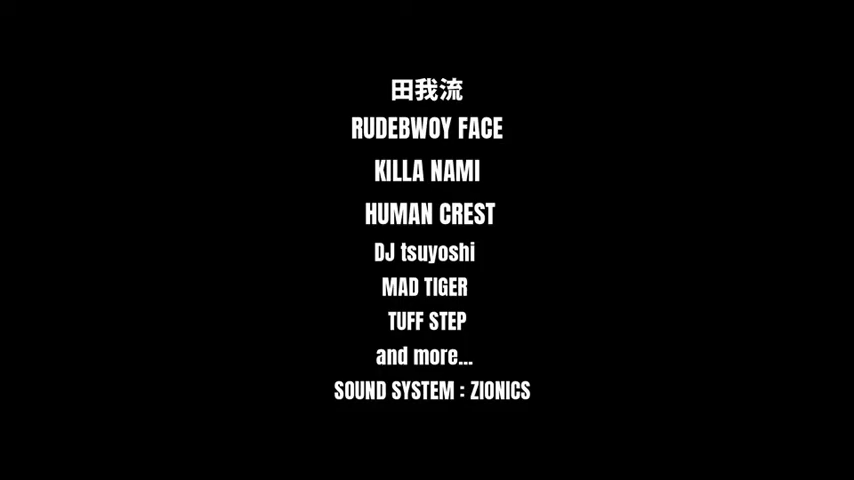 田我流
RUDEBWOY FACE
KILLA NAMI
HUMAN CREST
DJ tsuyoshi
MAD TIGER
TUFF STEP
and more...
SOUND SYSTEM : ZIONICS